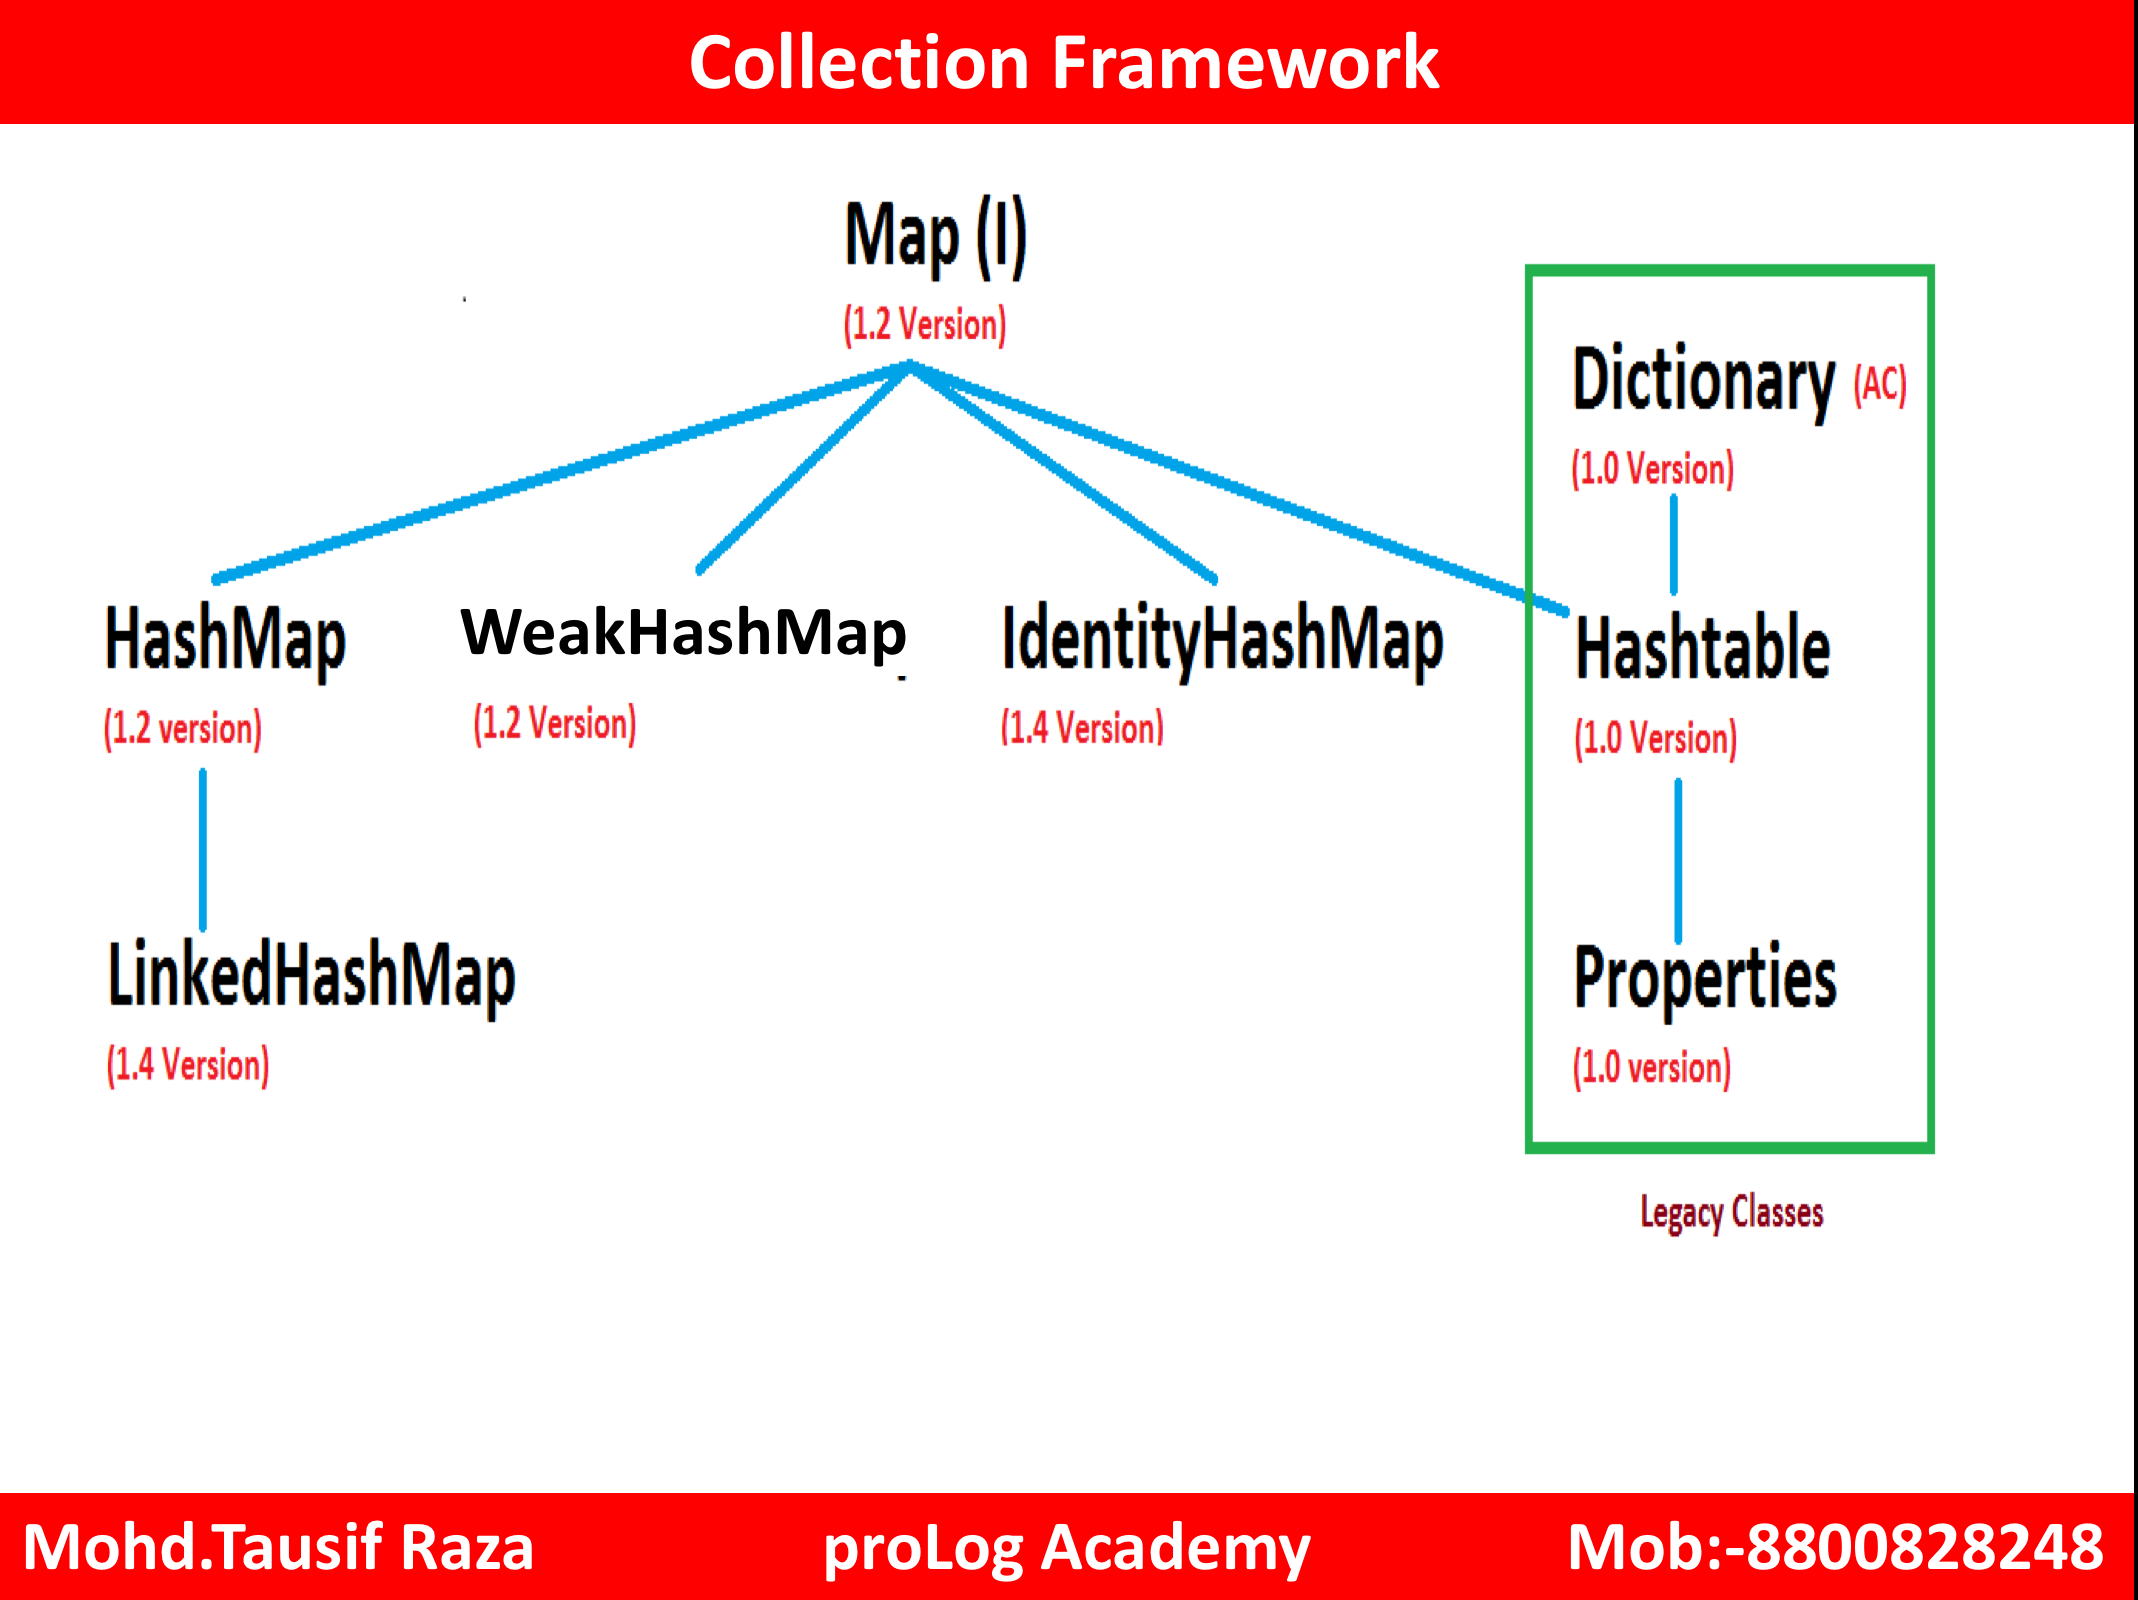 Collection Framework
Map (I)
(1.2 Version)
Dictionary (AC)
(1.0 Version)
HashMap
(1.2 version)
WeakHashMap
(1.2 Version)
IdentityHashMap
(1.4 Version)
Hashtable
(1.0 Version)
LinkedHashMap
(1.4 Version)
Properties
(1.0 version)
Legacy Classes
Mohd.Tausif Raza
proLog Academy
Mob:-8800828248